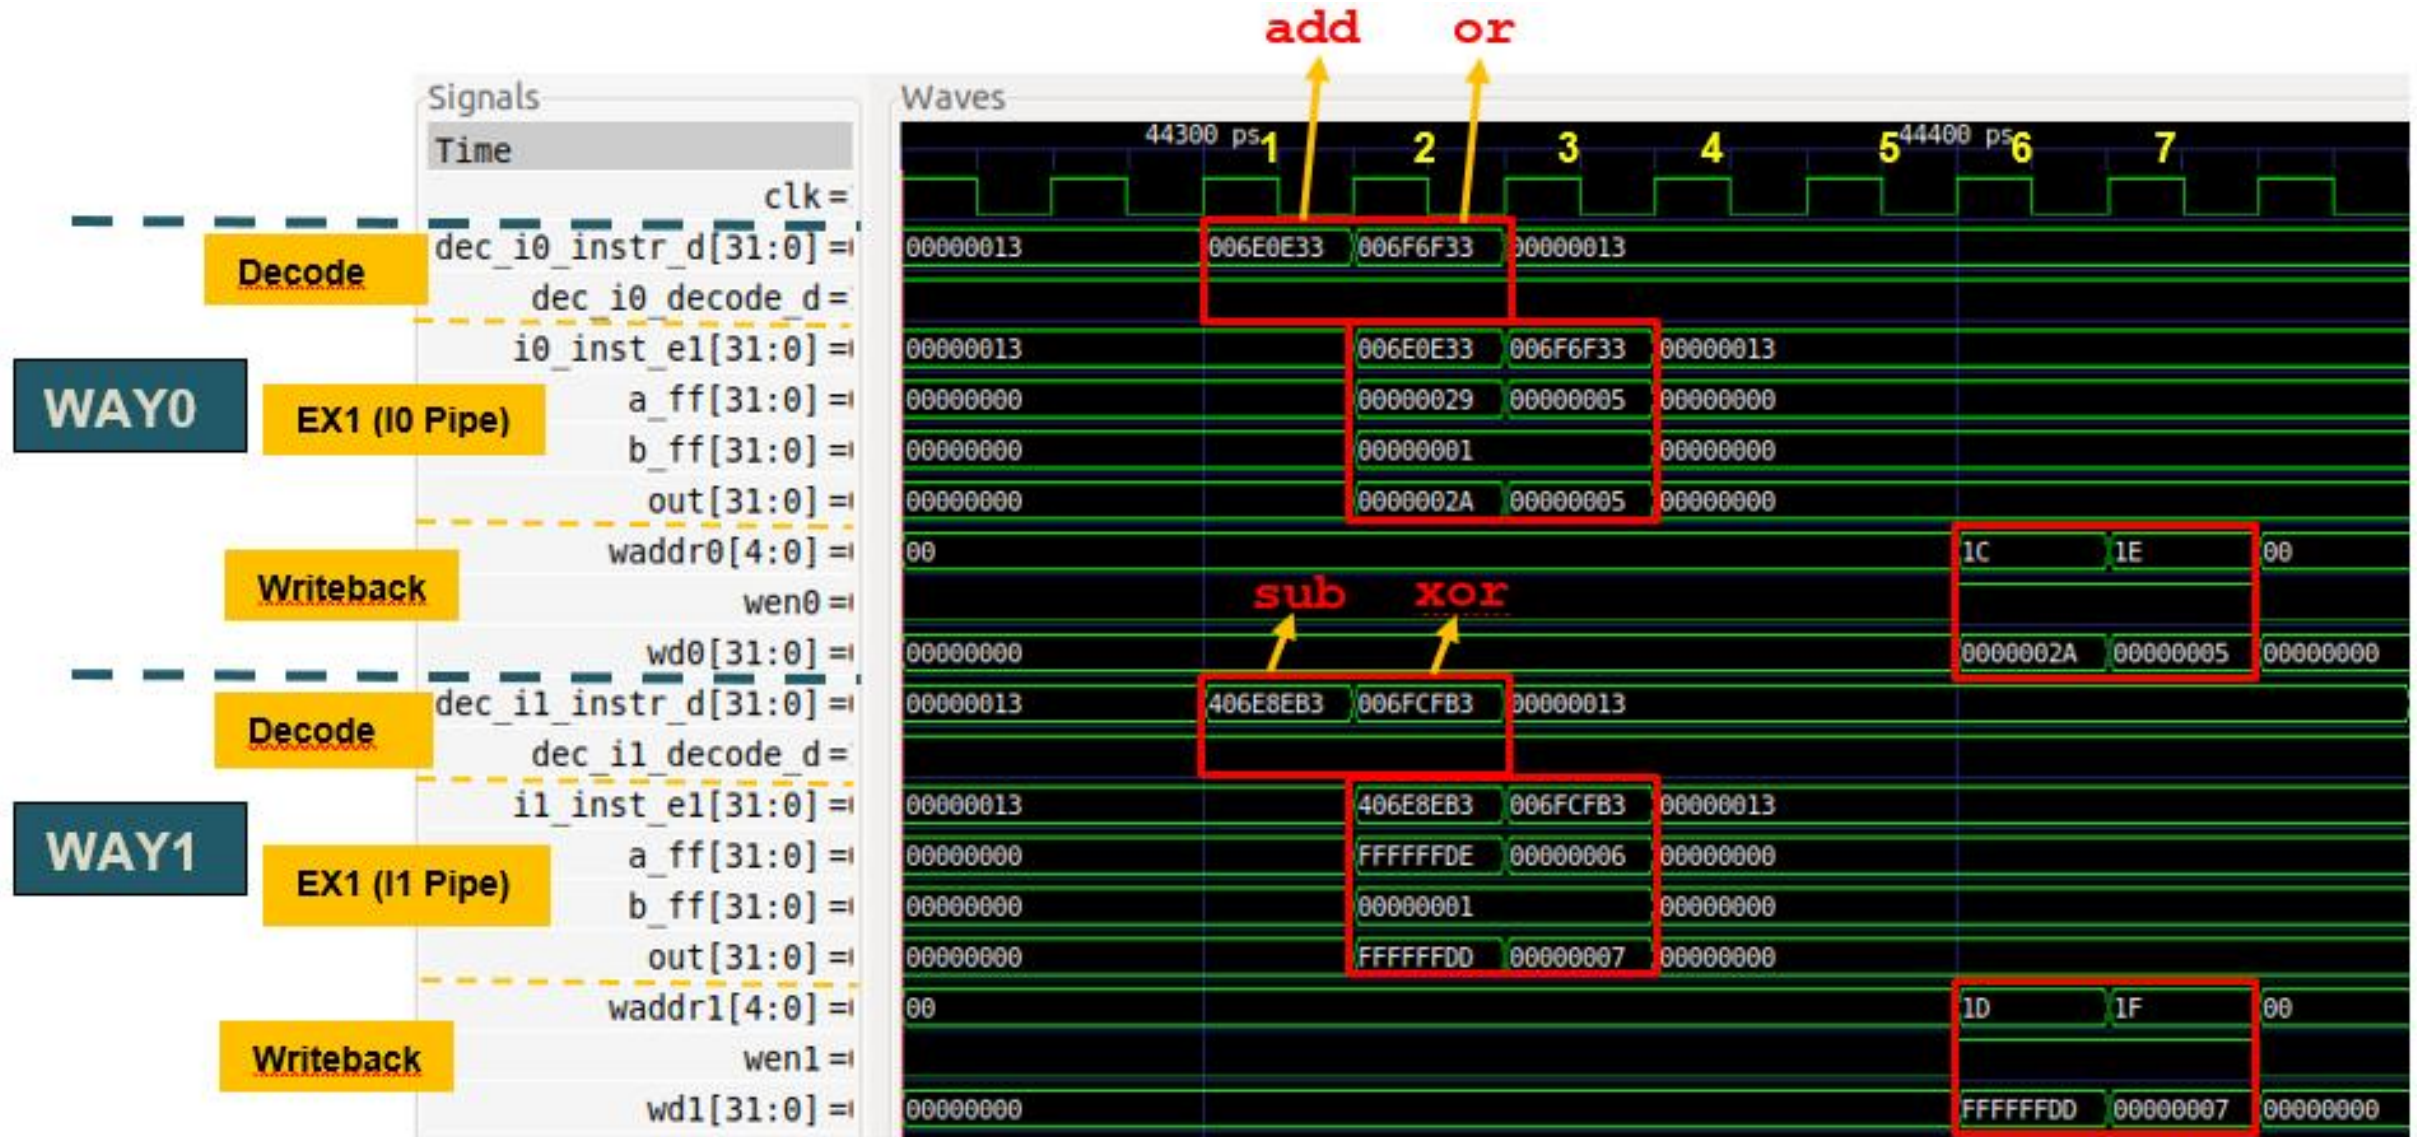 add or
Signals Waves
Time 44300 ps 1 2 3 4 5 44400 ps 6 7
clk=
Decode
dec_i0_instr_d[31:0]= 00000013 006E0E33 006F6F33 00000013
dec_i0_decode_d=
WAY0
EX1 (I0 Pipe)
i0_inst_e1[31:0]= 00000013 006E0E33 006F6F33 00000013
a_ff[31:0]= 00000000 00000029 00000005 00000000
b_ff[31:0]= 00000000 00000001 00000000
out[31:0]= 00000000 0000002A 00000005 00000000
Writeback
waddr0[4:0]= 00 1C 1E 00
sub xor
wen0=
wd0[31:0]= 00000000 0000002A 00000005 00000000
Decode
dec_i1_instr_d[31:0]= 00000013 406E8EB3 006FCFB3 00000013
dec_i1_decode_d=
WAY1
EX1 (I1 Pipe)
i1_inst_e1[31:0]= 00000013 406E8EB3 006FCFB3 00000013
a_ff[31:0]= 00000000 FFFFFFDE 00000006 00000000
b_ff[31:0]= 00000000 00000001 00000000
out[31:0]= 00000000 FFFFFFDD 00000007 00000000
Writeback
waddr1[4:0]= 00 1D 1F 00
wen1=
wd1[31:0]= 00000000 FFFFFFDD 00000007 00000000